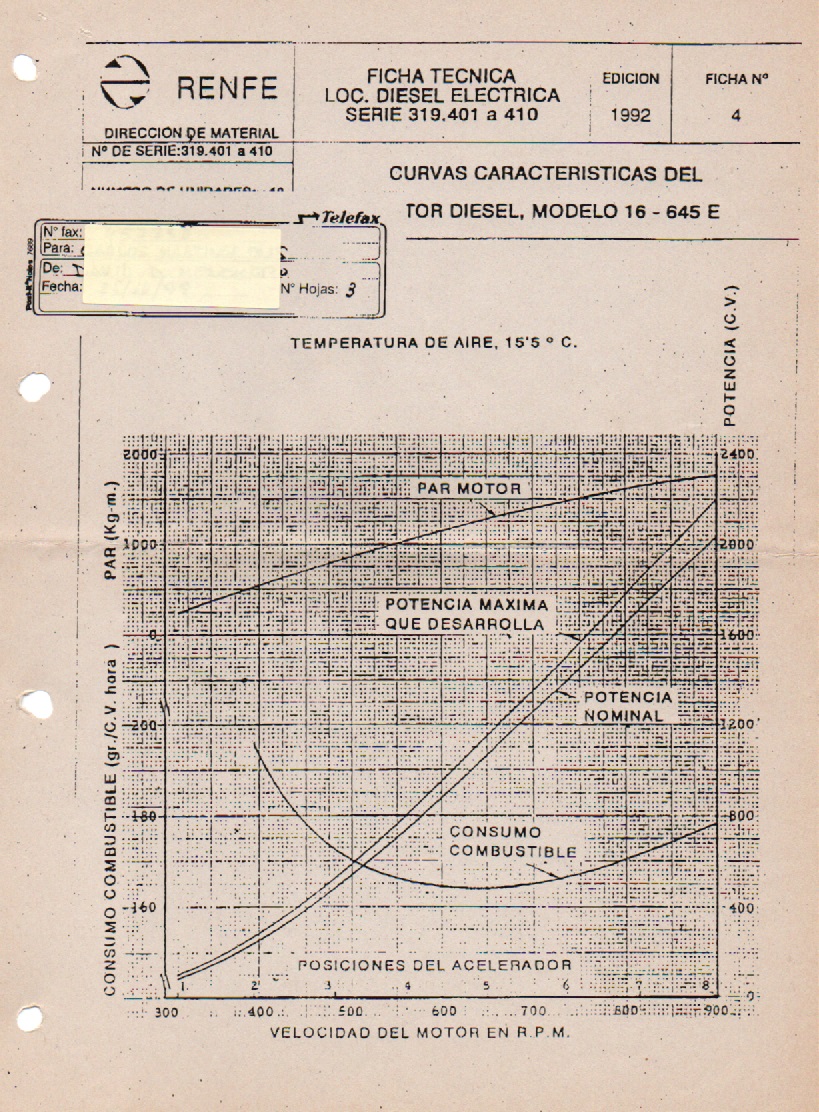 RENFE
DIRECCION DE MATERIAL
Nº DE SERIE:319.401 a 410
FICHA TECNICA
LOC. DIESEL ELECTRICA
SERIE 319.401 a 410
EDICION
1992
FICHA Nº
4
CURVAS CARACTERISTICAS DEL
TOR DIESEL, MODELO 16 - 645 E
Telefax
Nº fax:
Para:
De:
Fecha:
Nº Hojas: 3
TEMPERATURA DE AIRE, 15'5 º C.
POTENCIA (C.V.)
PAR (Kg-m.)
CONSUMO COMBUSTIBLE (gr./C.V. hora )
2000
1000
0
200
180
160
2400
2000
1600
1200
800
400
0
PAR MOTOR
POTENCIA MAXIMA
QUE DESARROLLA
POTENCIA
NOMINAL
CONSUMO
COMBUSTIBLE
POSICIONES DEL ACELERADOR
1 2 3 4 5 6 7 8
300 400 500 600 700 800 900
VELOCIDAD DEL MOTOR EN R.P.M.